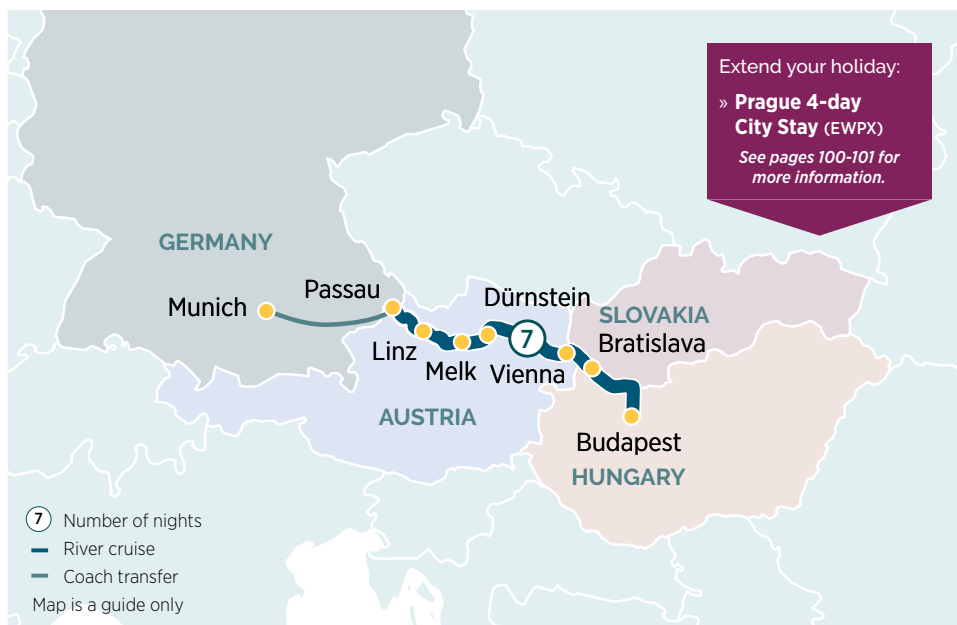 Extend your holiday:
» Prague 4-day
City Stay (EWPX)
See pages 100-101 for
more information.
GERMANY
Munich
Passau
Dürnstein
SLOVAKIA
Bratislava
7
Linz
Melk
Vienna
AUSTRIA
Budapest
HUNGARY
7 Number of nights
River cruise
Coach transfer
Map is a guide only